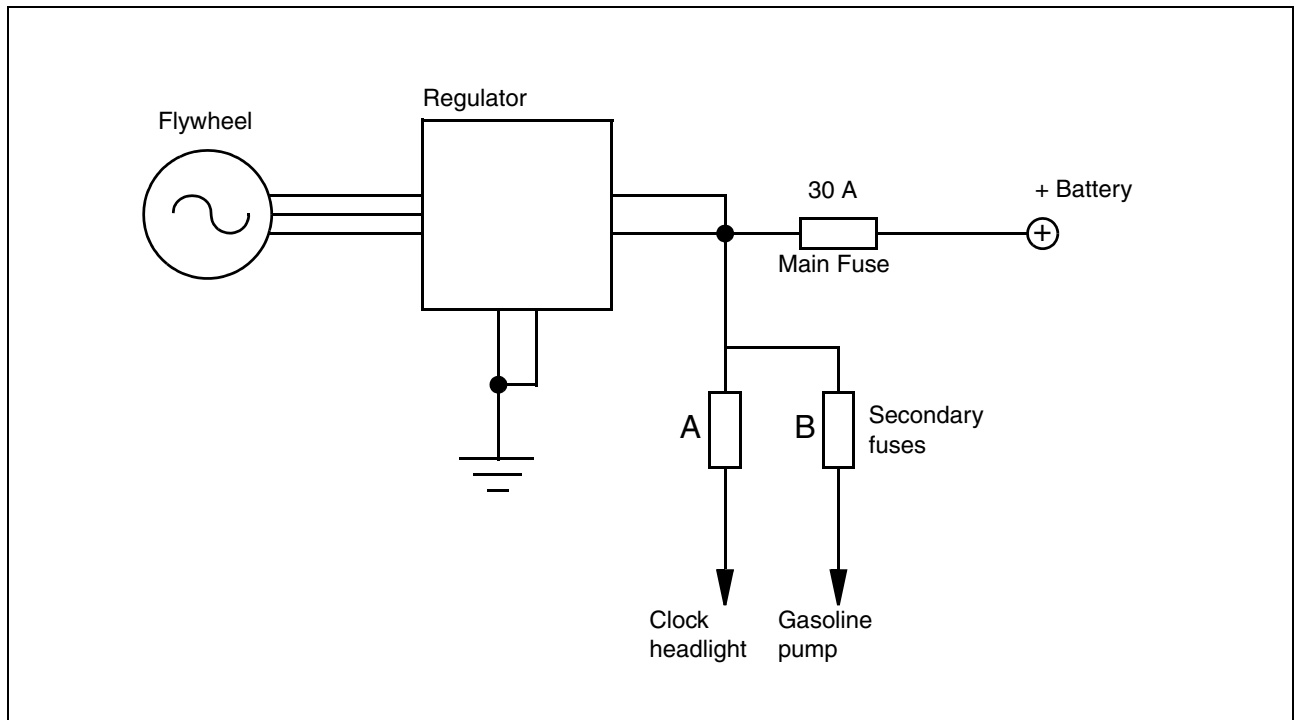 Regulator
Flywheel
30 A
+ Battery
+
Main Fuse
A
B
Secondary
fuses
Clock
headlight
Gasoline
pump